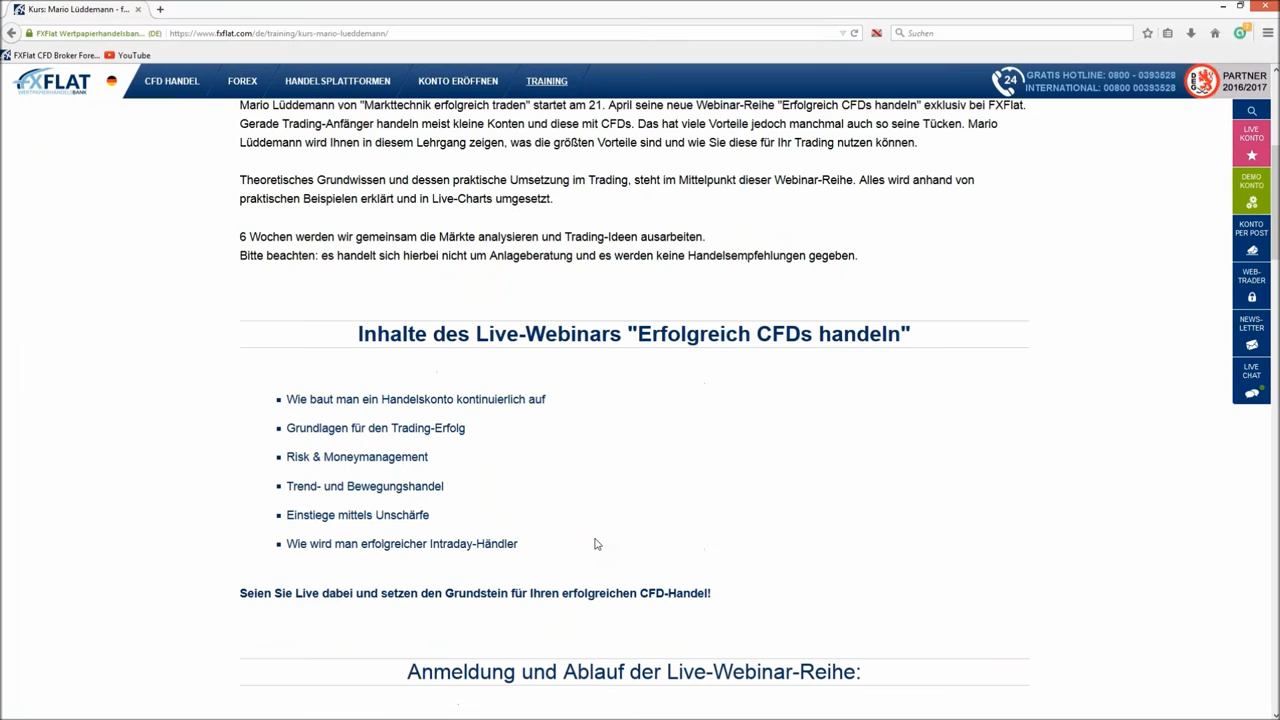 Kurs: Mario Lüddemann - f...
FXFlat Wertpapierhandelsban... (DE)
https://www.fxflat.com/de/training/kurs-mario-lueddemann/
Suchen
FXFlat CFD Broker Fore...
YouTube
FXFLAT
WERTPAPIERHANDELSBANK
CFD HANDEL
FOREX
HANDELSPLATTFORMEN
KONTO ERÖFFNEN
TRAINING
24
GRATIS HOTLINE: 0800 - 0393528
INTERNATIONAL: 00800 00393528
DEG
PARTNER
2016/2017
Mario Lüddemann von "Markttechnik erfolgreich traden" startet am 21. April seine neue Webinar-Reihe "Erfolgreich CFDs handeln" exklusiv bei FXFlat.
Gerade Trading-Anfänger handeln meist kleine Konten und diese mit CFDs. Das hat viele Vorteile jedoch manchmal auch so seine Tücken. Mario
Lüddemann wird Ihnen in diesem Lehrgang zeigen, was die größten Vorteile sind und wie Sie diese für Ihr Trading nutzen können.
Theoretisches Grundwissen und dessen praktische Umsetzung im Trading, steht im Mittelpunkt dieser Webinar-Reihe. Alles wird anhand von
praktischen Beispielen erklärt und in Live-Charts umgesetzt.
6 Wochen werden wir gemeinsam die Märkte analysieren und Trading-Ideen ausarbeiten.
Bitte beachten: es handelt sich hierbei nicht um Anlageberatung und es werden keine Handelsempfehlungen gegeben.
Inhalte des Live-Webinars "Erfolgreich CFDs handeln"
Wie baut man ein Handelskonto kontinuierlich auf
Grundlagen für den Trading-Erfolg
Risk & Moneymanagement
Trend- und Bewegungshandel
Einstiege mittels Unschärfe
Wie wird man erfolgreicher Intraday-Händler
Seien Sie Live dabei und setzen den Grundstein für Ihren erfolgreichen CFD-Handel!
Anmeldung und Ablauf der Live-Webinar-Reihe:
LIVE
KONTO
DEMO
KONTO
KONTO
PER POST
WEB-
TRADER
NEWS-
LETTER
LIVE
CHAT